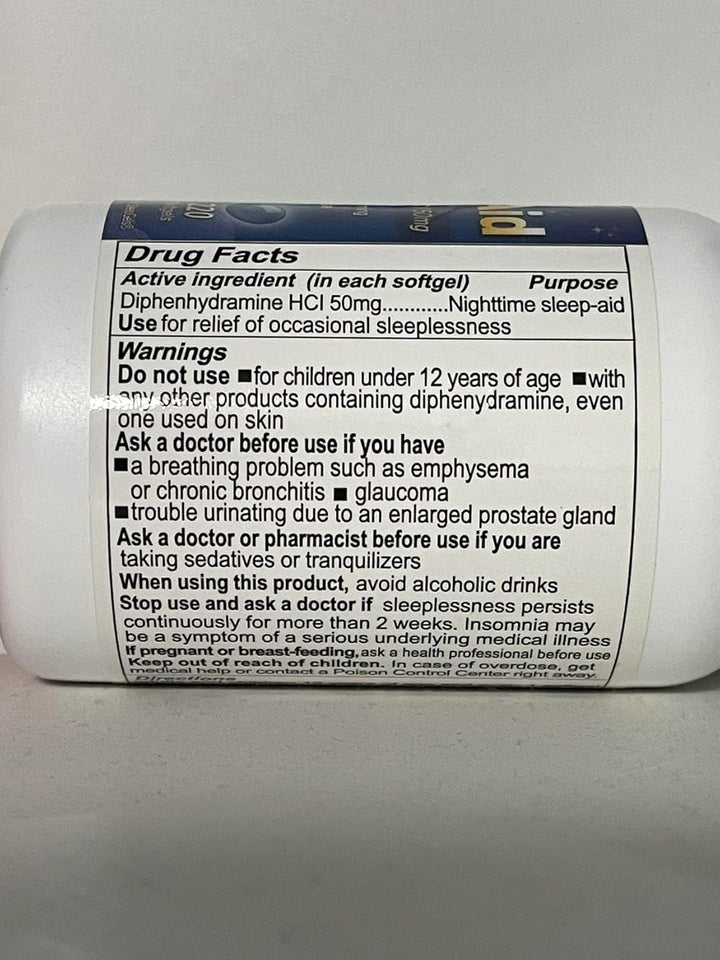 220
50mg
id
Drug Facts
Active ingredient (in each softgel) Purpose
Diphenhydramine HCl 50mg............Nighttime sleep-aid
Use for relief of occasional sleeplessness
Warnings
Do not use ■for children under 12 years of age ■with
any other products containing diphenydramine, even
one used on skin
Ask a doctor before use if you have
■a breathing problem such as emphysema
or chronic bronchitis ■ glaucoma
■trouble urinating due to an enlarged prostate gland
Ask a doctor or pharmacist before use if you are
taking sedatives or tranquilizers
When using this product, avoid alcoholic drinks
Stop use and ask a doctor if sleeplessness persists
continuously for more than 2 weeks. Insomnia may
be a symptom of a serious underlying medical illness
If pregnant or breast-feeding, ask a health professional before use
Keep out of reach of children. In case of overdose, get
medical help or contact a Poison Control Center right away.
Directions